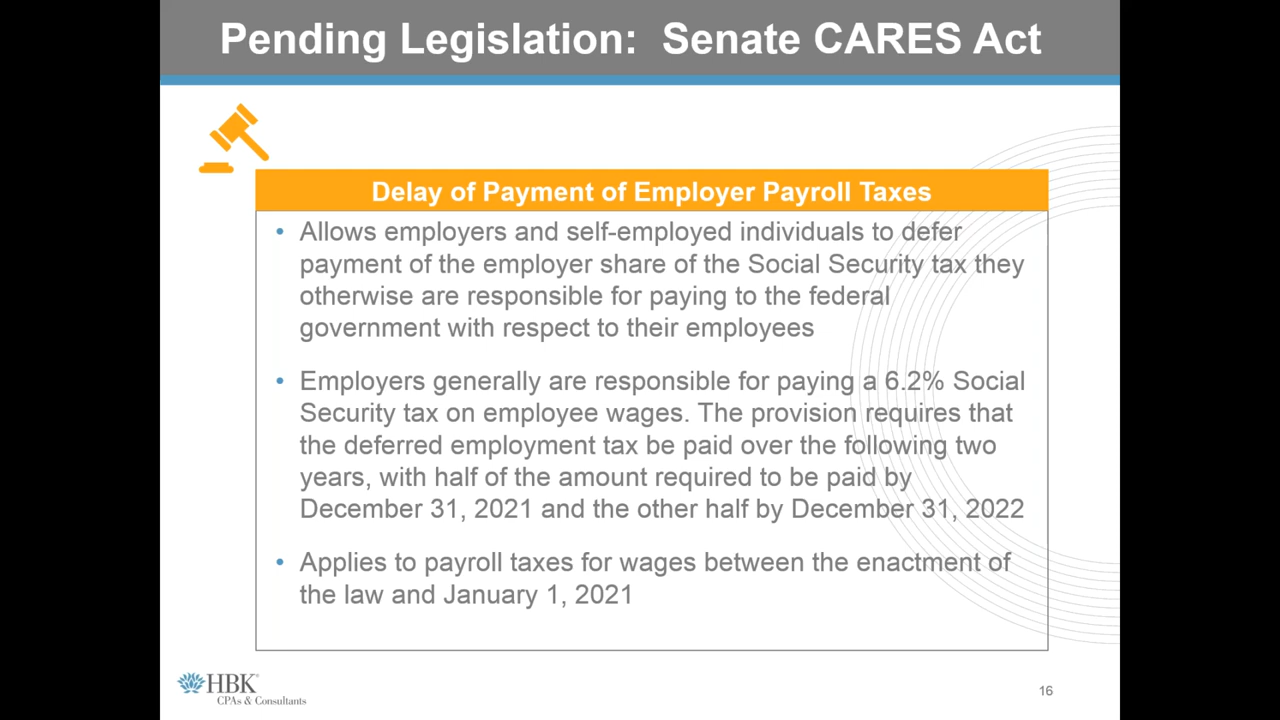 Pending Legislation: Senate CARES Act
Delay of Payment of Employer Payroll Taxes
• Allows employers and self-employed individuals to defer
payment of the employer share of the Social Security tax they
otherwise are responsible for paying to the federal
government with respect to their employees
• Employers generally are responsible for paying a 6.2% Social
Security tax on employee wages. The provision requires that
the deferred employment tax be paid over the following two
years, with half of the amount required to be paid by
December 31, 2021 and the other half by December 31, 2022
• Applies to payroll taxes for wages between the enactment of
the law and January 1, 2021
HBK
CPAs & Consultants
16